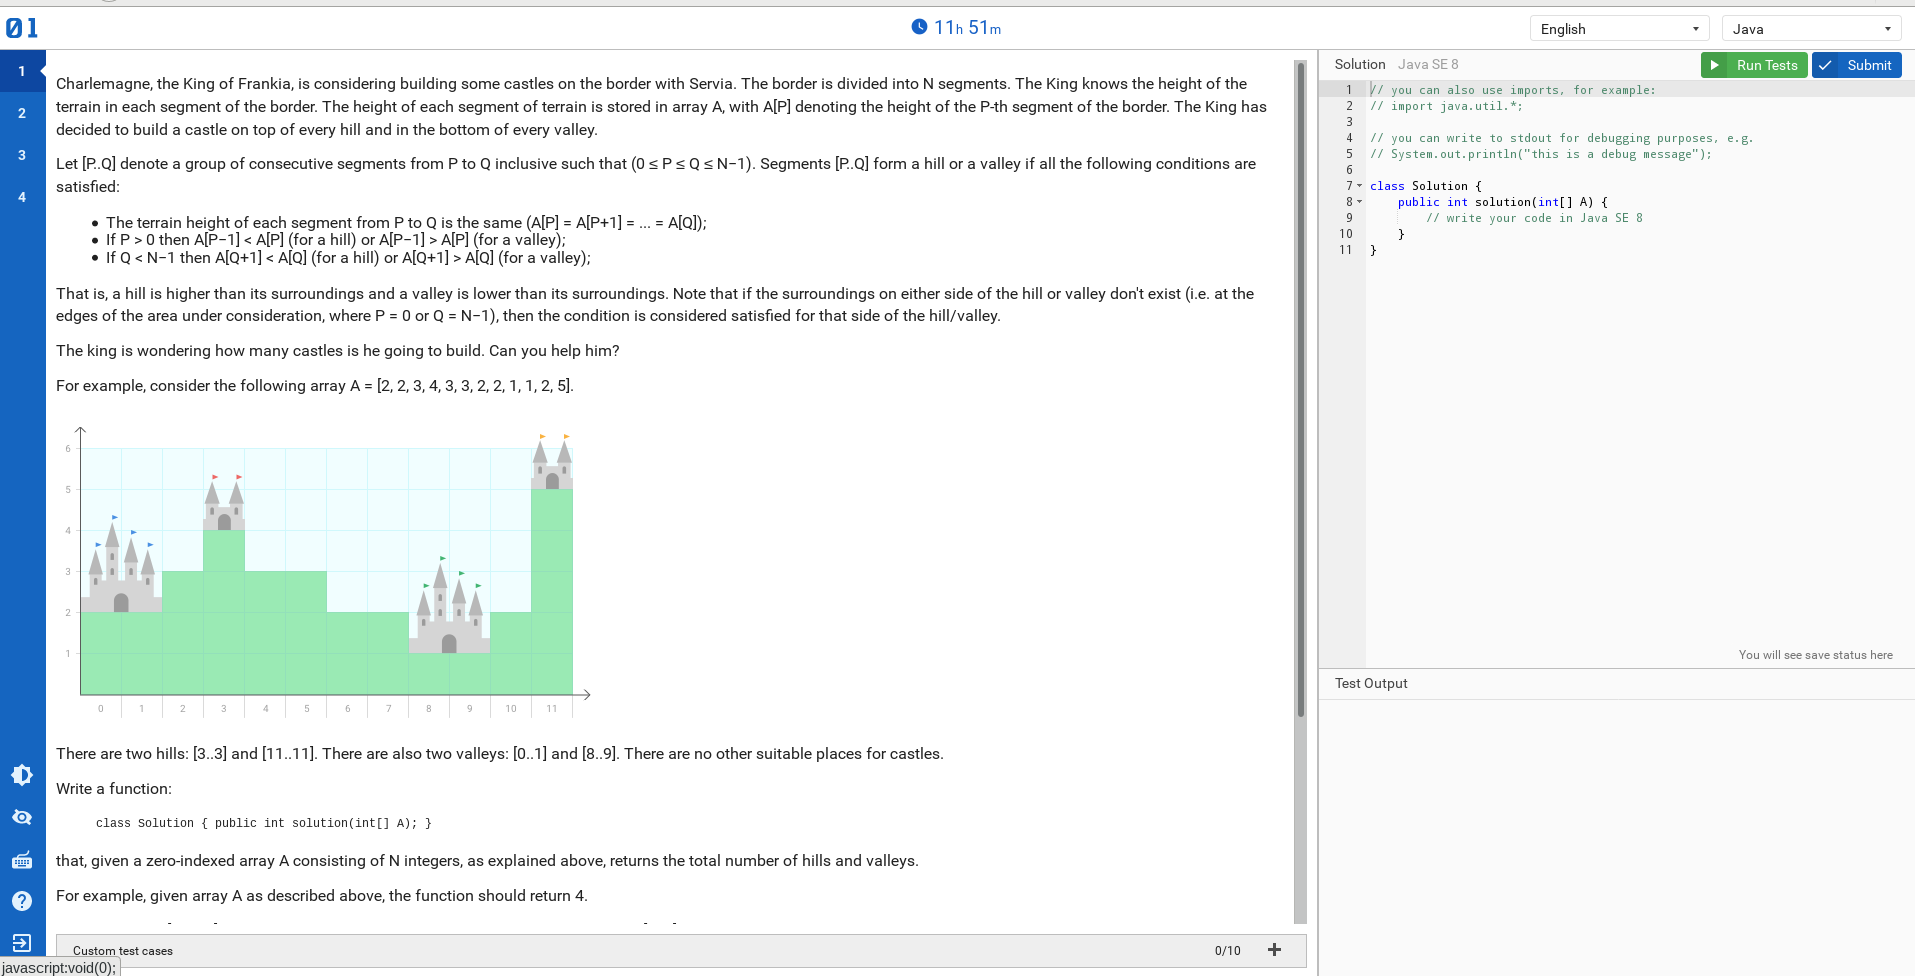 01
11h 51m
English
Java
1
2
3
4
Charlemagne, the King of Frankia, is considering building some castles on the border with Servia. The border is divided into N segments. The King knows the height of the
terrain in each segment of the border. The height of each segment of terrain is stored in array A, with A[P] denoting the height of the P-th segment of the border. The King has
decided to build a castle on top of every hill and in the bottom of every valley.
Let [P..Q] denote a group of consecutive segments from P to Q inclusive such that (0 ≤ P ≤ Q ≤ N−1). Segments [P..Q] form a hill or a valley if all the following conditions are
satisfied:
• The terrain height of each segment from P to Q is the same (A[P] = A[P+1] = ... = A[Q]);
• If P > 0 then A[P−1] < A[P] (for a hill) or A[P−1] > A[P] (for a valley);
• If Q < N−1 then A[Q+1] < A[Q] (for a hill) or A[Q+1] > A[Q] (for a valley);
That is, a hill is higher than its surroundings and a valley is lower than its surroundings. Note that if the surroundings on either side of the hill or valley don't exist (i.e. at the
edges of the area under consideration, where P = 0 or Q = N−1), then the condition is considered satisfied for that side of the hill/valley.
The king is wondering how many castles is he going to build. Can you help him?
For example, consider the following array A = [2, 2, 3, 4, 3, 3, 2, 2, 1, 1, 2, 5].
6
5
4
3
2
1
0 1 2 3 4 5 6 7 8 9 10 11
There are two hills: [3..3] and [11..11]. There are also two valleys: [0..1] and [8..9]. There are no other suitable places for castles.
Write a function:
class Solution { public int solution(int[] A); }
that, given a zero-indexed array A consisting of N integers, as explained above, returns the total number of hills and valleys.
For example, given array A as described above, the function should return 4.
Custom test cases
0/10
javascript:void(0);
Solution Java SE 8
Run Tests
Submit
1 // you can also use imports, for example:
2 // import java.util.*;
3
4 // you can write to stdout for debugging purposes, e.g.
5 // System.out.println("this is a debug message");
6
7 class Solution {
8 public int solution(int[] A) {
9 // write your code in Java SE 8
10 }
11 }
You will see save status here
Test Output